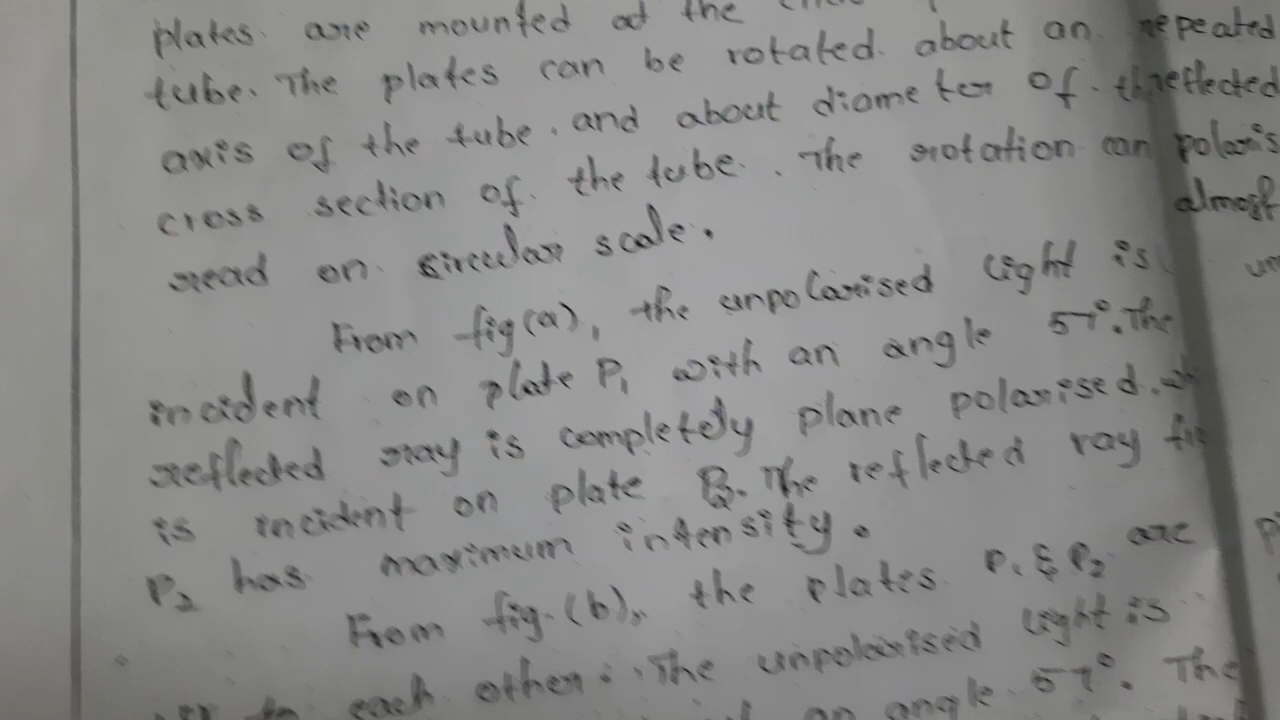 plates are mounted at the
tube. The plates can be rotated about an
axis of the tube. and about diameter of
cross section of the tube. The rotation can
read on circular scale.
From fig(a), the unpolarised light is
incident on plate P1 with an angle 57°. The
reflected ray is completely plane polarised.
is incident on plate P2. The reflected ray
P2 has maximum intensity.
From fig.(b), the plates P1 & P2 are
to each other. The unpolarised light is
an angle 57°. The
repeated
reflected
almost